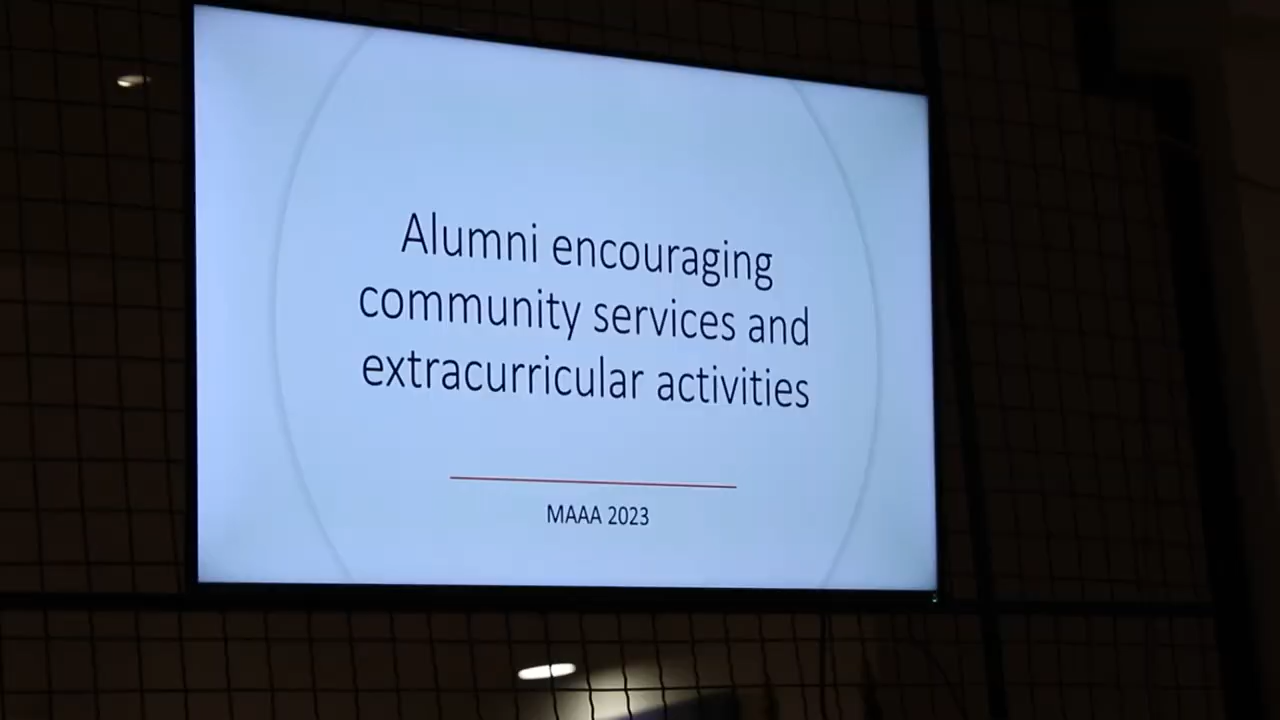 Alumni encouraging
community services and
extracurricular activities
MAAA 2023